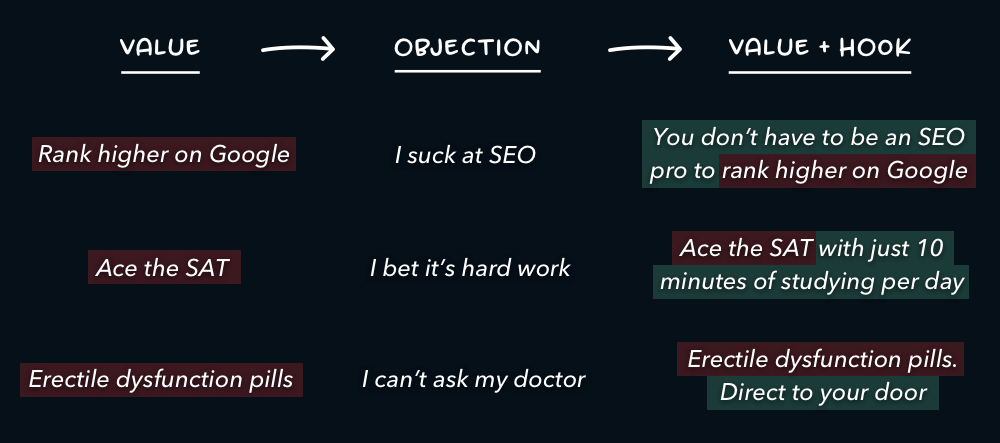 VALUE
OBJECTION
VALUE + HOOK
Rank higher on Google
I suck at SEO
You don’t have to be an SEO
pro to rank higher on Google
Ace the SAT
I bet it’s hard work
Ace the SAT with just 10
minutes of studying per day
Erectile dysfunction pills
I can’t ask my doctor
Erectile dysfunction pills.
Direct to your door